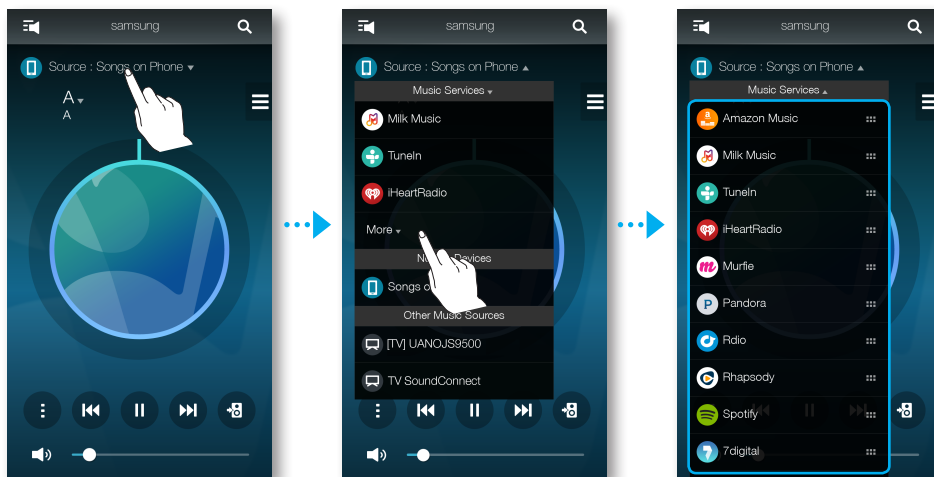 samsung
Source : Songs on Phone
A
A
samsung
Source : Songs on Phone
Music Services
Milk Music
TuneIn
iHeartRadio
More
Devices
Songs
Other Music Sources
[TV] UANOJS9500
TV SoundConnect
samsung
Source : Songs on Phone
Music Services
Amazon Music
Milk Music
TuneIn
iHeartRadio
Murfie
Pandora
Rdio
Rhapsody
Spotify
7digital